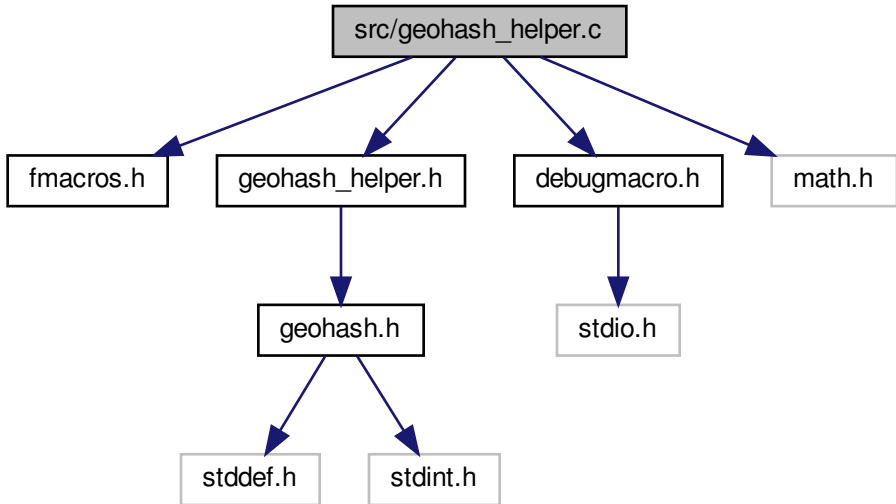 src/geohash_helper.c
fmacros.h
geohash_helper.h
debugmacro.h
math.h
geohash.h
stdio.h
stddef.h
stdint.h